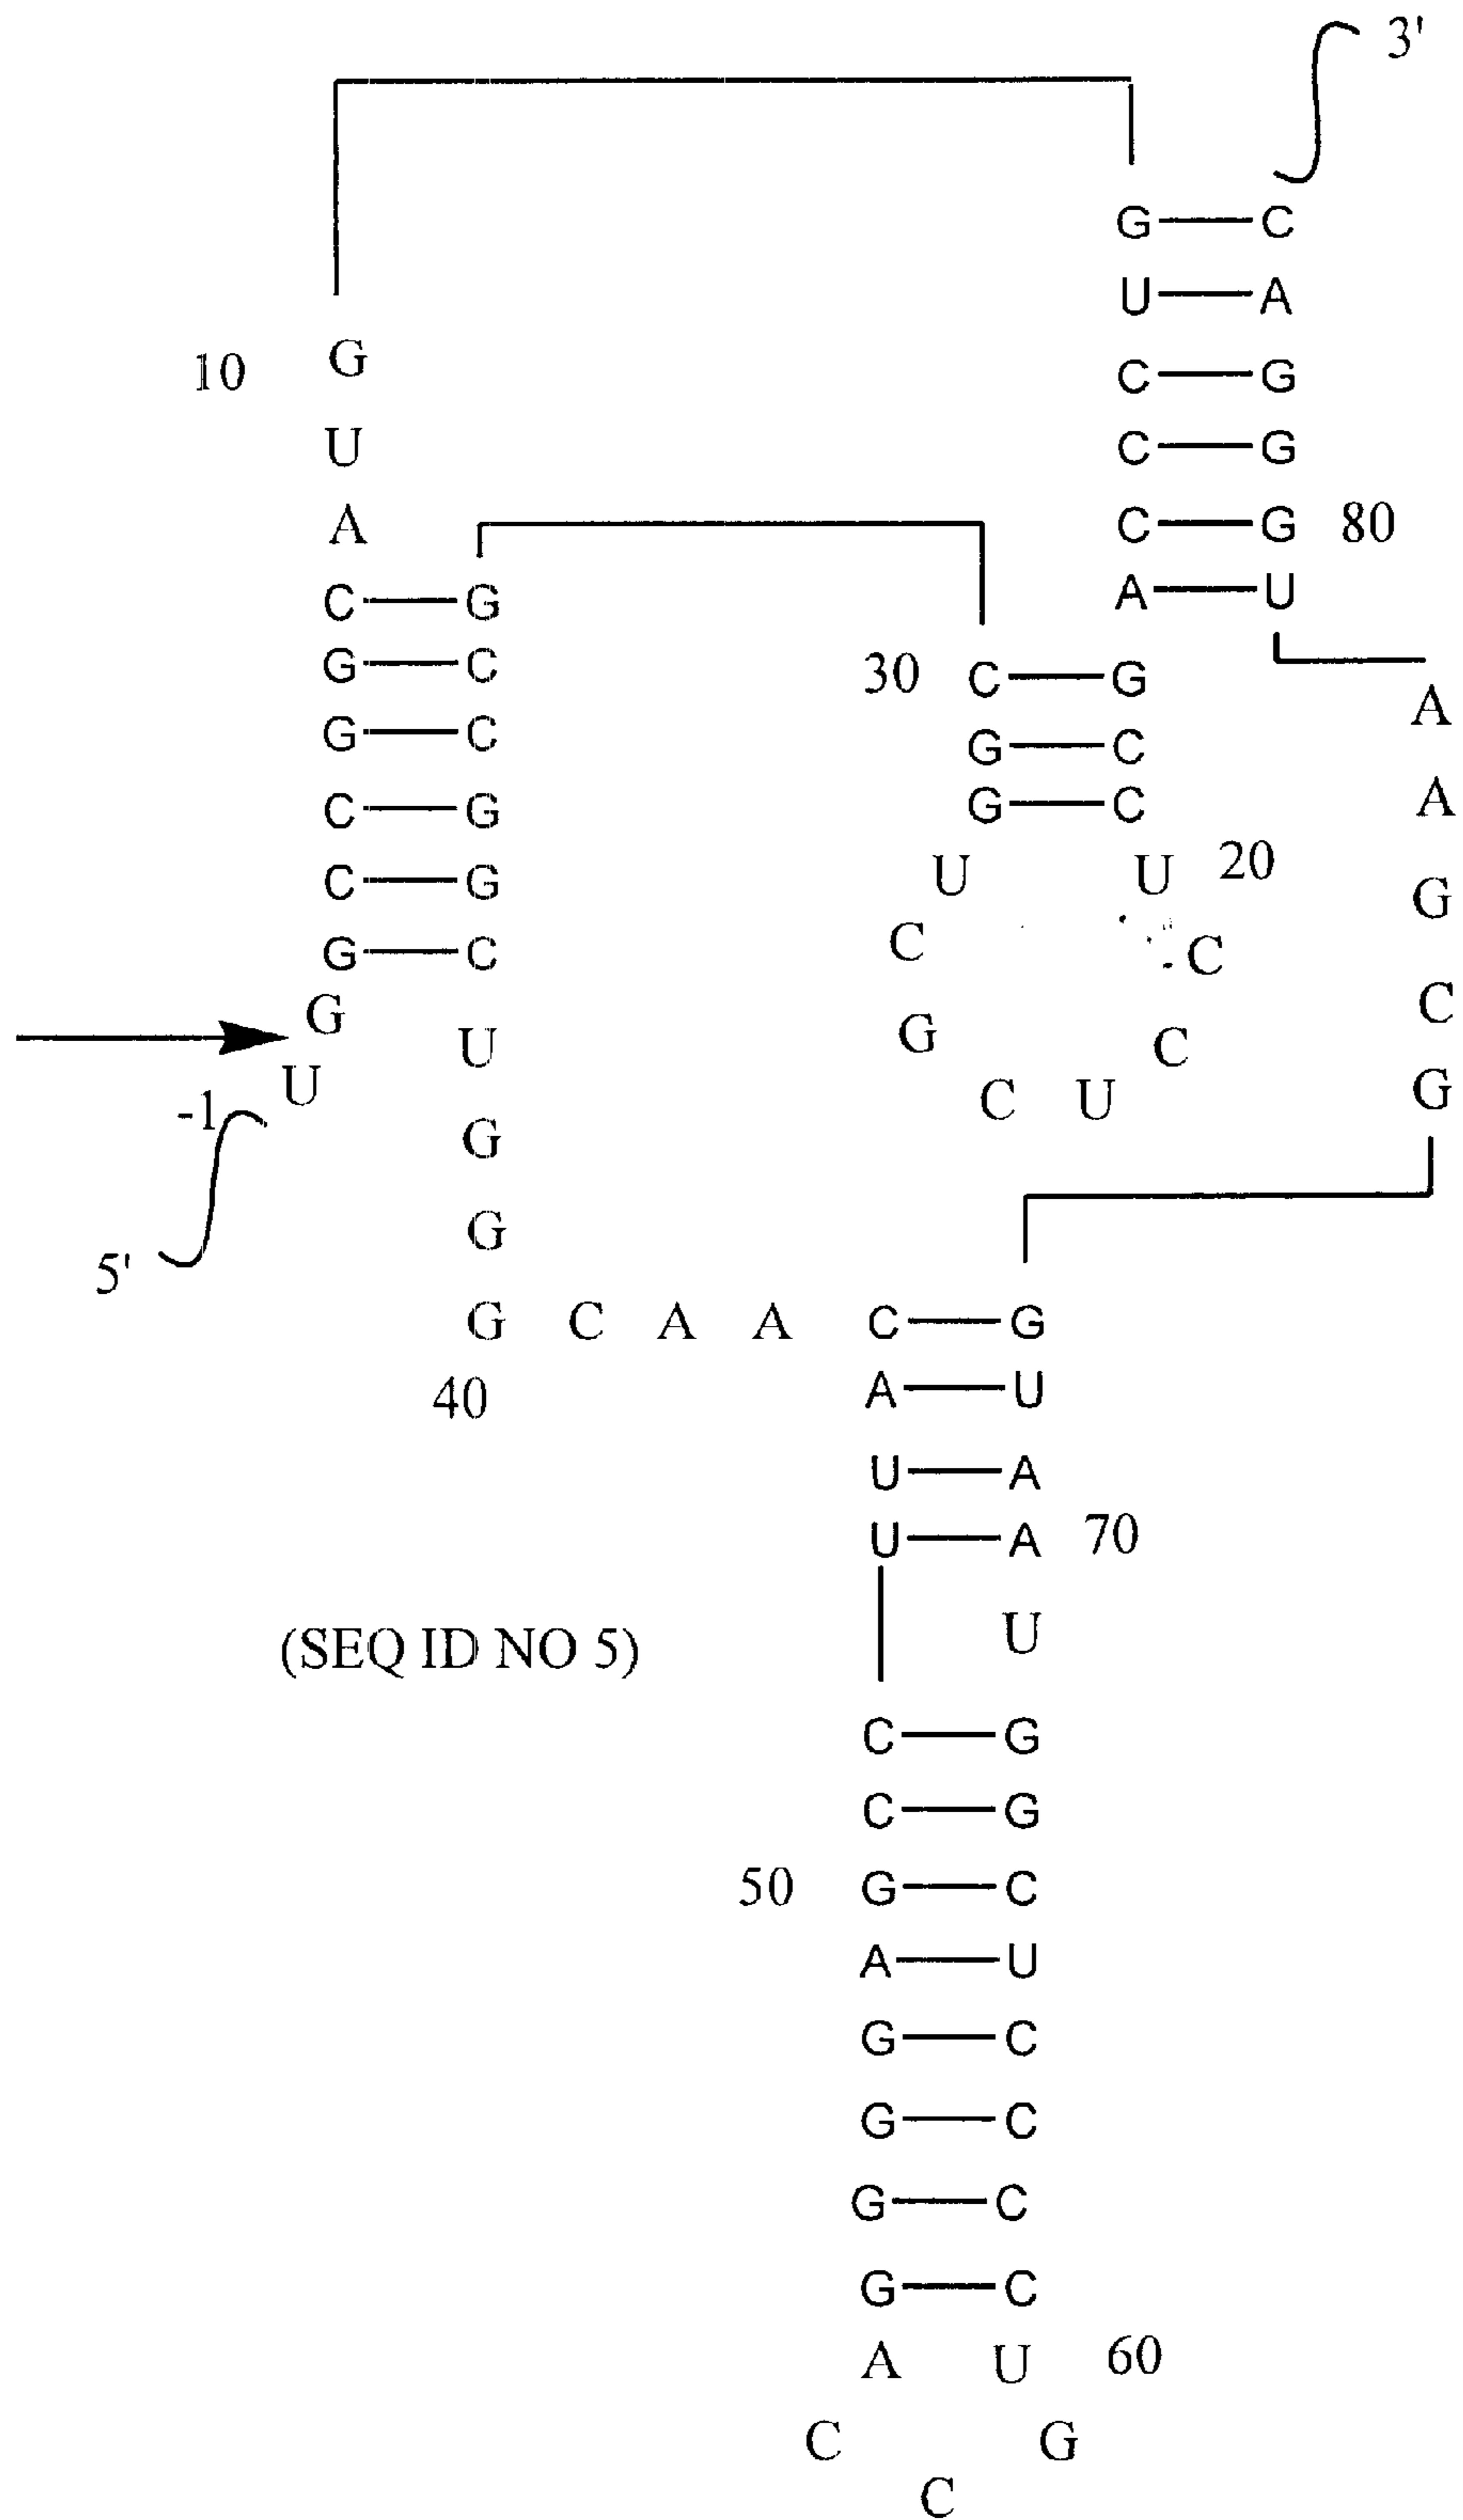 3'
G C
U A
10 G C G
U C G
A C G 80
C G A U
30 C G
G C G C A
G C G C A
U U 20 G
C G C C
C G G C
G C G
G U G C C
-1 U C U
G
G
5'
G C A A C G
40 A U
U A
U A 70
(SEQ ID NO 5) U
C G
C G
50 G C
A U
G C
G C
G C
G C
A U 60
C G
C